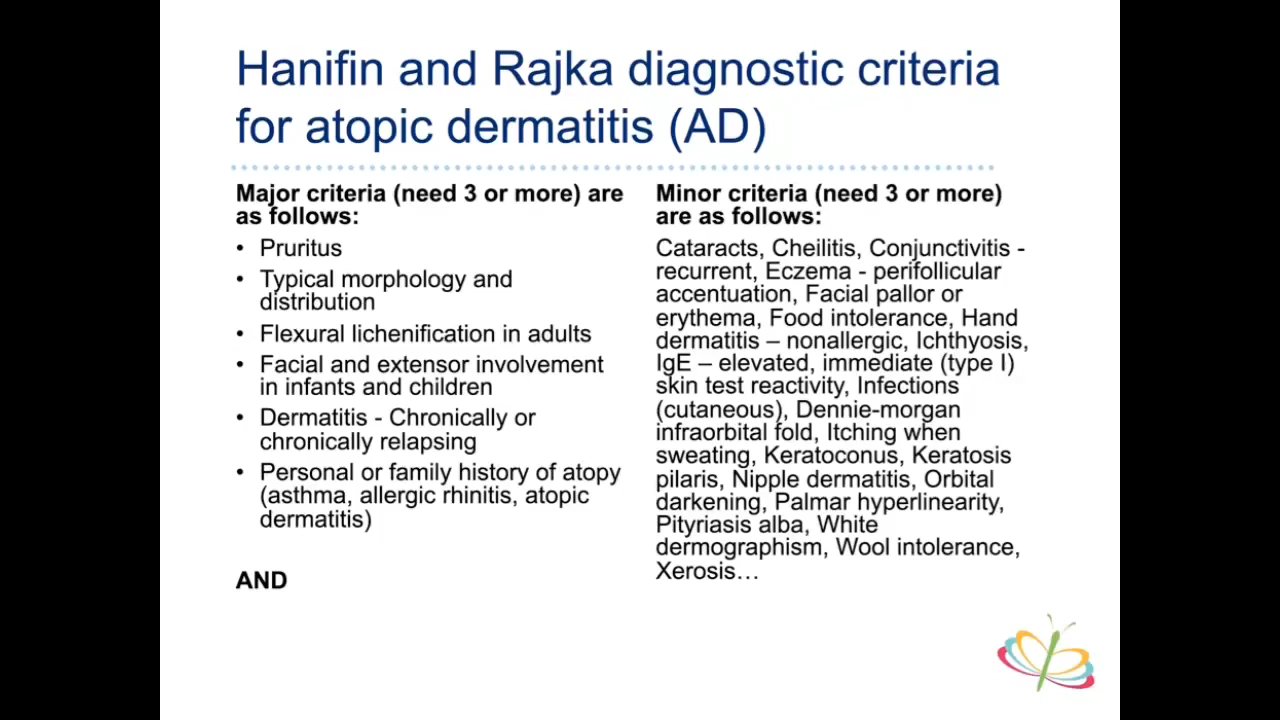 Hanifin and Rajka diagnostic criteria
for atopic dermatitis (AD)
Major criteria (need 3 or more) are
as follows:
• Pruritus
• Typical morphology and
distribution
• Flexural lichenification in adults
• Facial and extensor involvement
in infants and children
• Dermatitis - Chronically or
chronically relapsing
• Personal or family history of atopy
(asthma, allergic rhinitis, atopic
dermatitis)
AND
Minor criteria (need 3 or more)
are as follows:
Cataracts, Cheilitis, Conjunctivitis -
recurrent, Eczema - perifollicular
accentuation, Facial pallor or
erythema, Food intolerance, Hand
dermatitis – nonallergic, Ichthyosis,
IgE – elevated, immediate (type I)
skin test reactivity, Infections
(cutaneous), Dennie-morgan
infraorbital fold, Itching when
sweating, Keratoconus, Keratosis
pilaris, Nipple dermatitis, Orbital
darkening, Palmar hyperlinearity,
Pityriasis alba, White
dermographism, Wool intolerance,
Xerosis…